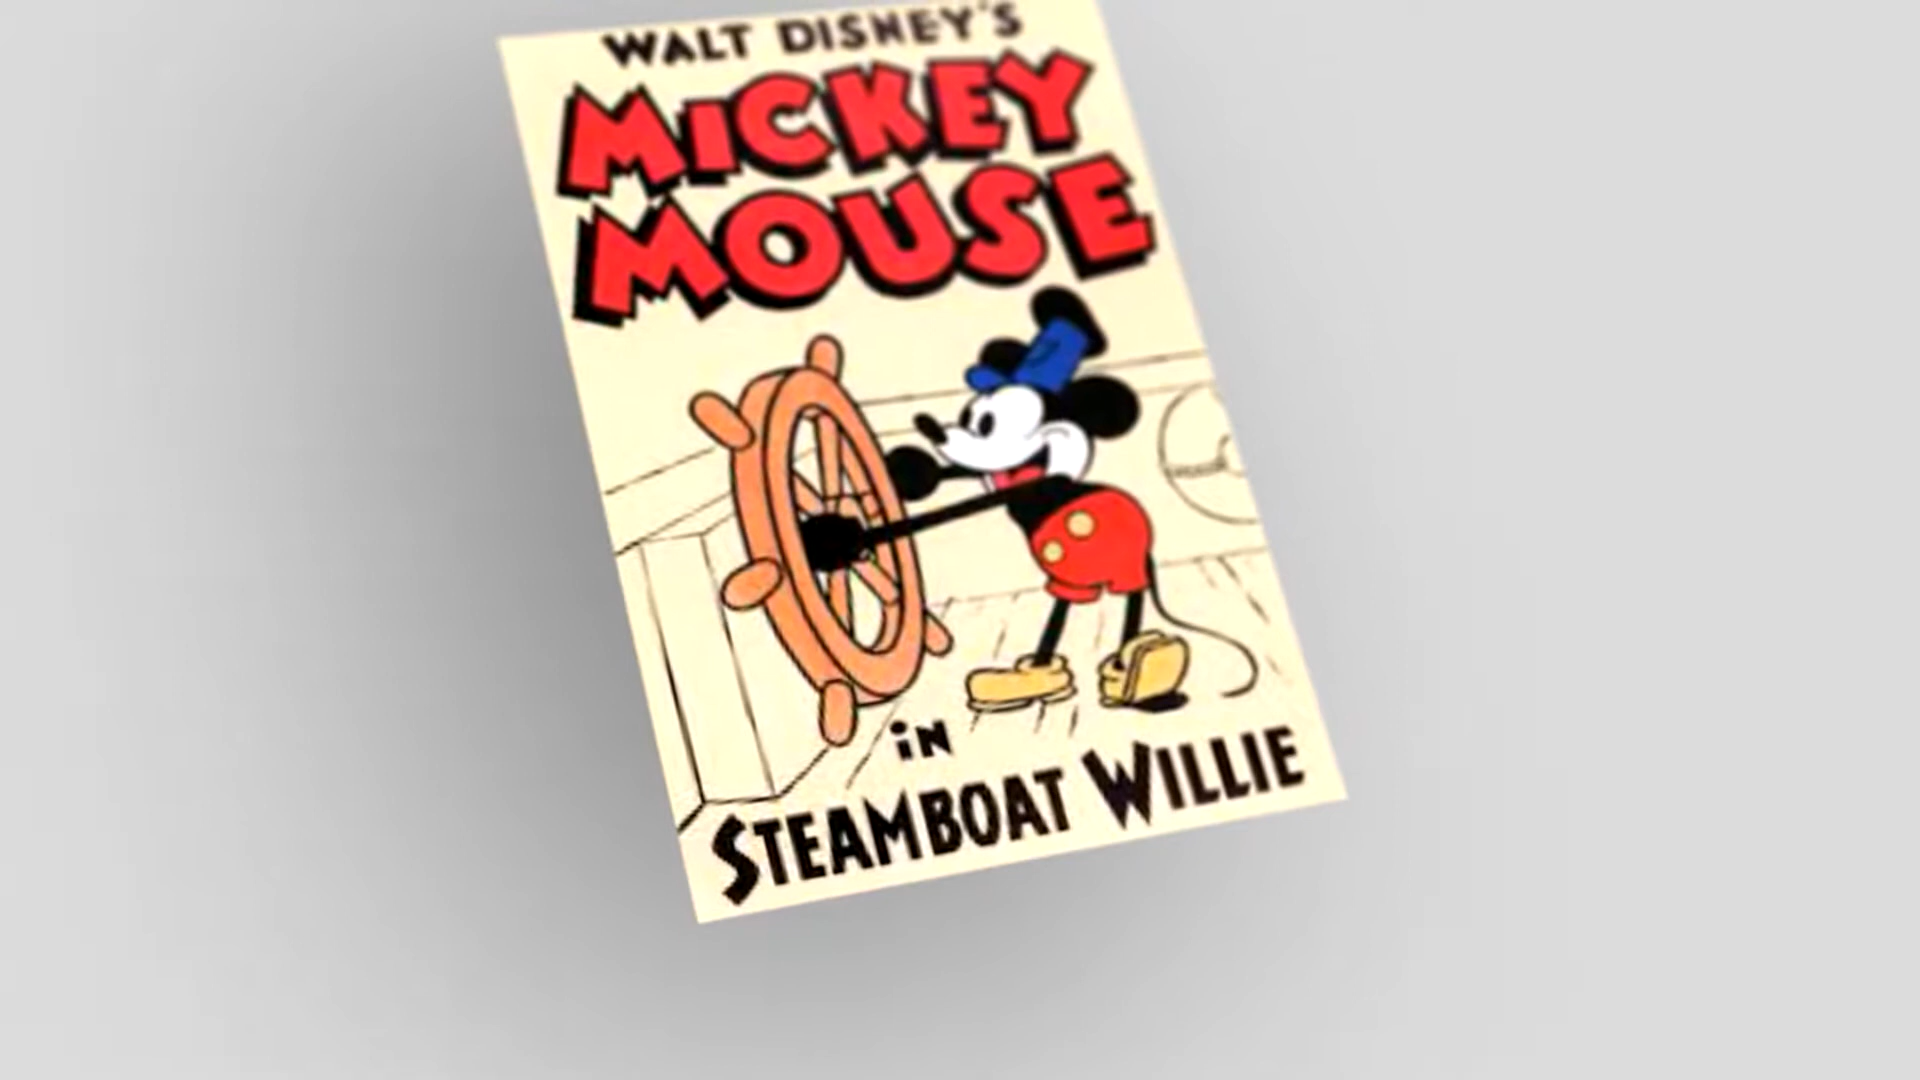 WALT DISNEY'S
MICKEY
MOUSE
iN
STEAMBOAT WILLIE